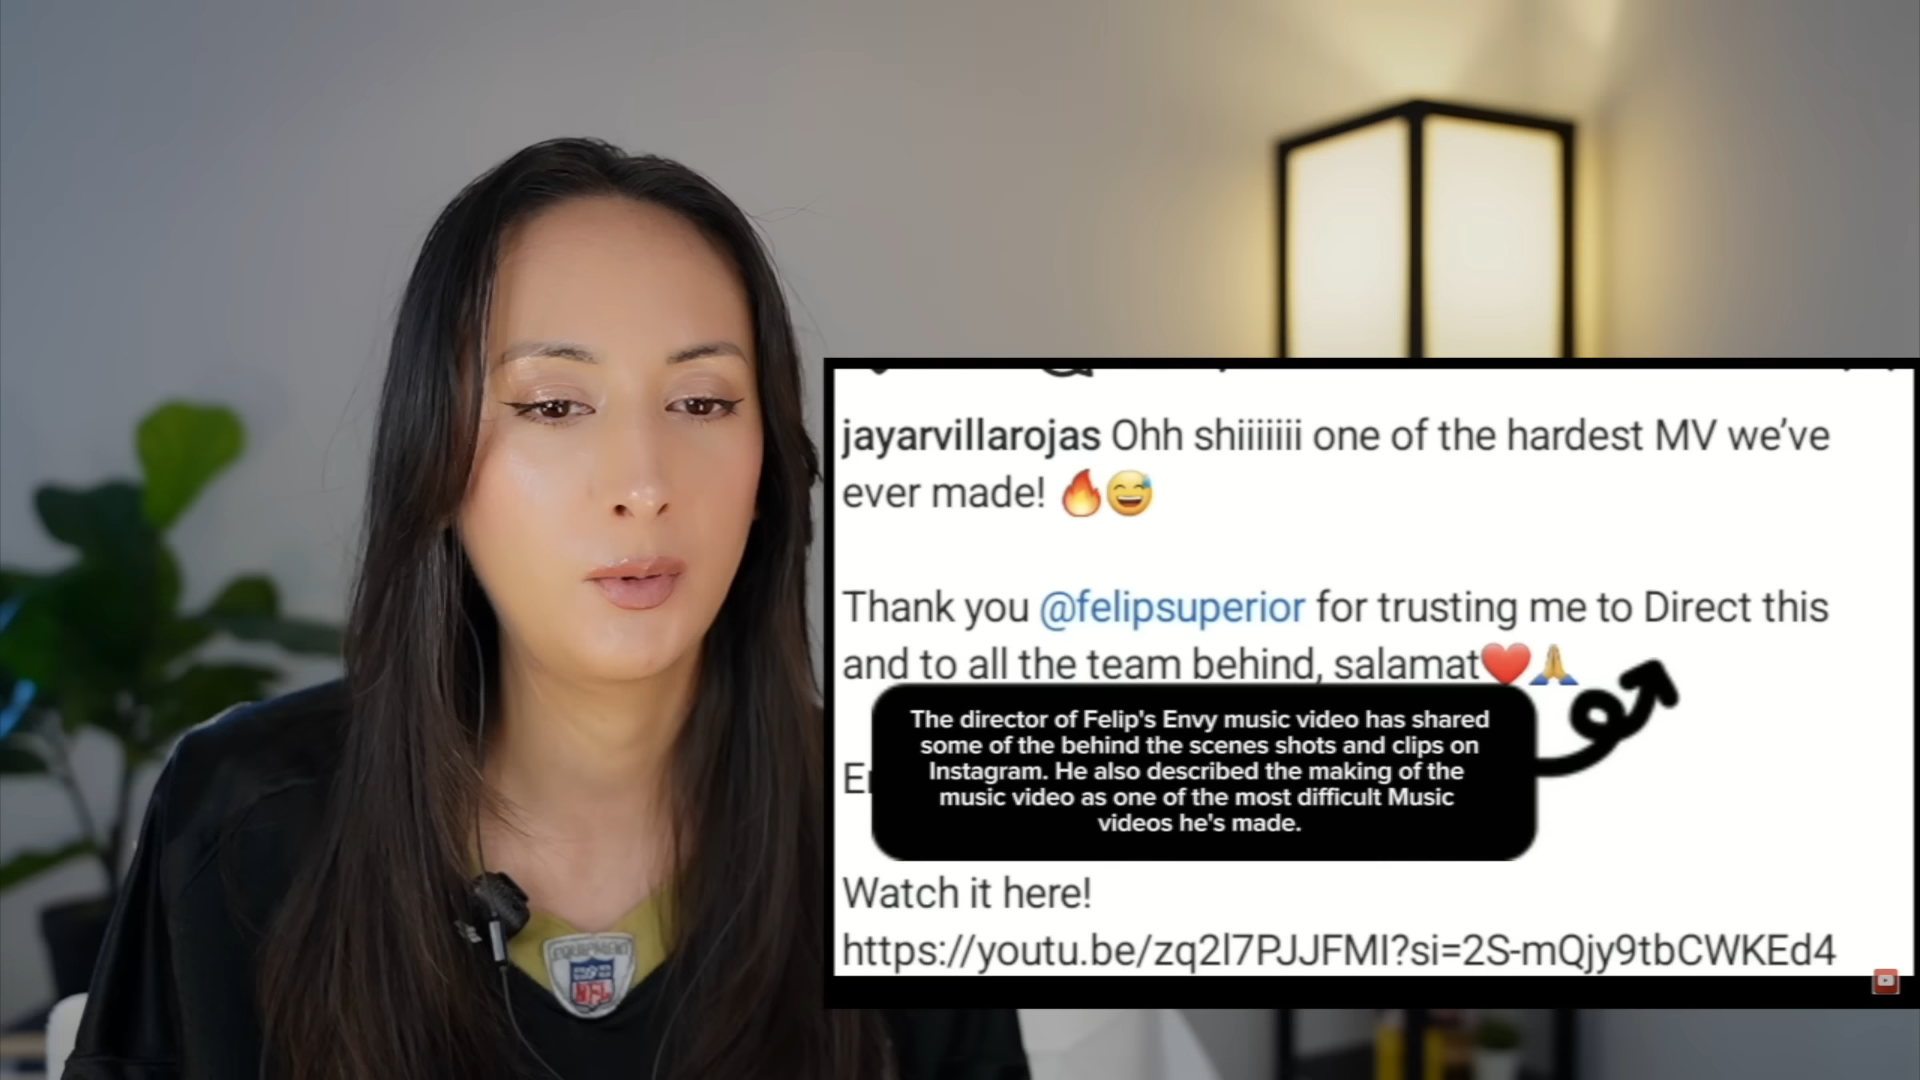 jayarvillarojas Ohh shiiiiiii one of the hardest MV we've
ever made! 🔥😅
Thank you @felipsuperior for trusting me to Direct this
and to all the team behind, salamat❤️🙏
The director of Felip's Envy music video has shared
some of the behind the scenes shots and clips on
Instagram. He also described the making of the
music video as one of the most difficult Music
videos he's made.
Watch it here!
https://youtu.be/zq2l7PJJFMI?si=2S-mQjy9tbCWKEd4
EQUIPMENT
NFL